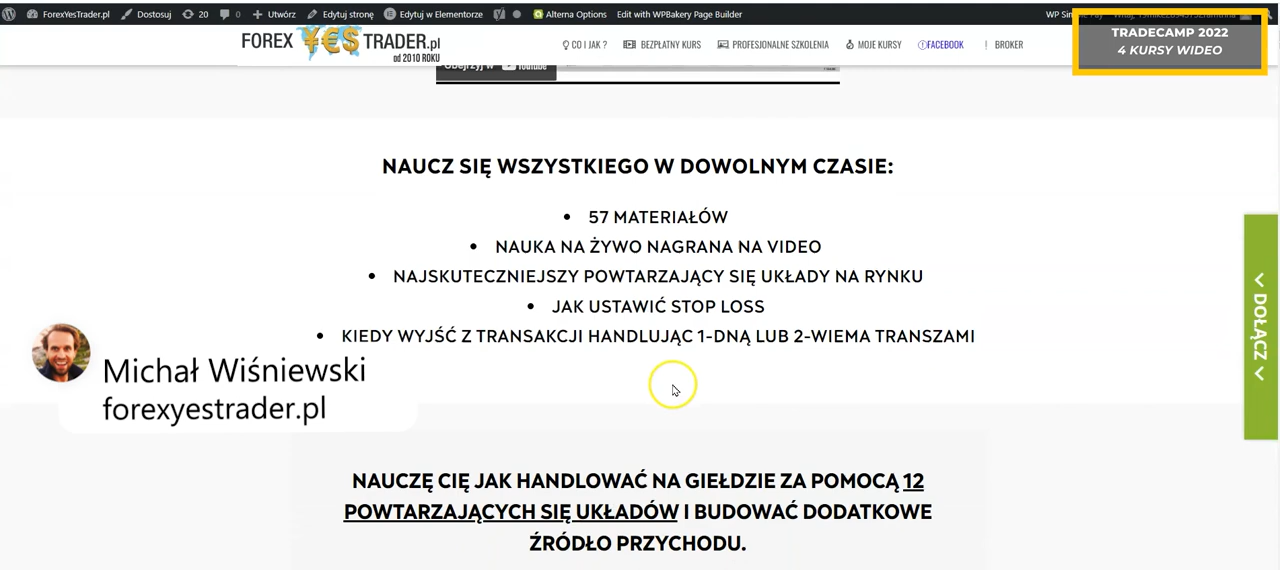 ForexYesTrader.pl Dostosuj 20 0 Utwórz Edytuj stronę Edytuj w Elementorze Alterna Options Edit with WPBakery Page Builder
FOREX Y€S TRADER.pl
od 2010 ROKU
CO I JAK ? BEZPŁATNY KURS PROFESJONALNE SZKOLENIA MOJE KURSY FACEBOOK BROKER
TRADECAMP 2022
4 KURSY WIDEO
NAUCZ SIĘ WSZYSTKIEGO W DOWOLNYM CZASIE:
• 57 MATERIAŁÓW
• NAUKA NA ŻYWO NAGRANA NA VIDEO
• NAJSKUTECZNIEJSZY POWTARZAJĄCY SIĘ UKŁADY NA RYNKU
• JAK USTAWIĆ STOP LOSS
• KIEDY WYJŚĆ Z TRANSAKCJI HANDLUJĄC 1-DNĄ LUB 2-WIEMA TRANSZAMI
DOŁĄCZ
Michał Wiśniewski
forexyestrader.pl
NAUCZĘ CIĘ JAK HANDLOWAĆ NA GIEŁDZIE ZA POMOCĄ 12
POWTARZAJĄCYCH SIĘ UKŁADÓW I BUDOWAĆ DODATKOWE
ŹRÓDŁO PRZYCHODU.